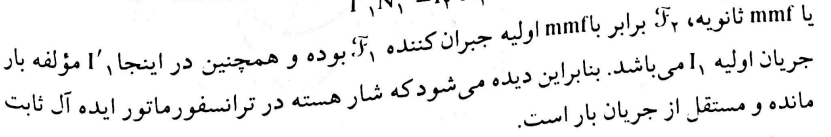 یا mmf ثانویه، ℱ₂ برابر با mmf اولیه جبران کننده ℱ′₁ بوده و همچنین در اینجا I′₁ مؤلفه بار
جریان اولیه I₁ می‌باشد. بنابراین دیده می‌شود که شار هسته در ترانسفورماتور ایده آل ثابت
مانده و مستقل از جریان بار است.